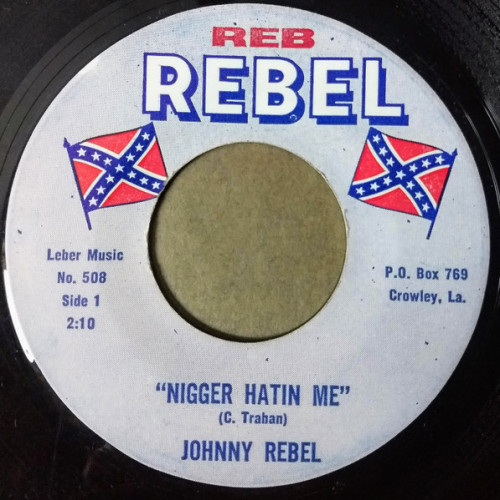 REB
REBEL
Leber Music
No. 508
Side 1
2:10
P.O. Box 769
Crowley, La.
"NIGGER HATIN ME"
(C. Trahan)
JOHNNY REBEL